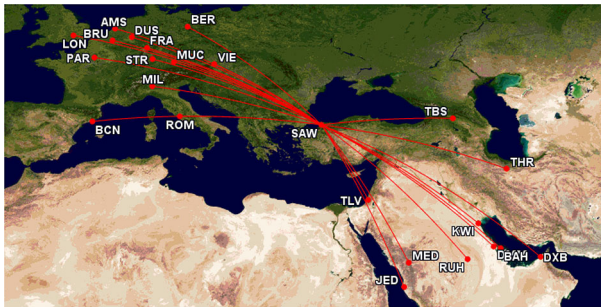 BER
AMS
DUS
BRU
LON
FRA
PAR
STR
MUC
VIE
MIL
BCN
ROM
SAW
TBS
THR
TLV
KWI
BAH
DXB
MED
RUH
JED